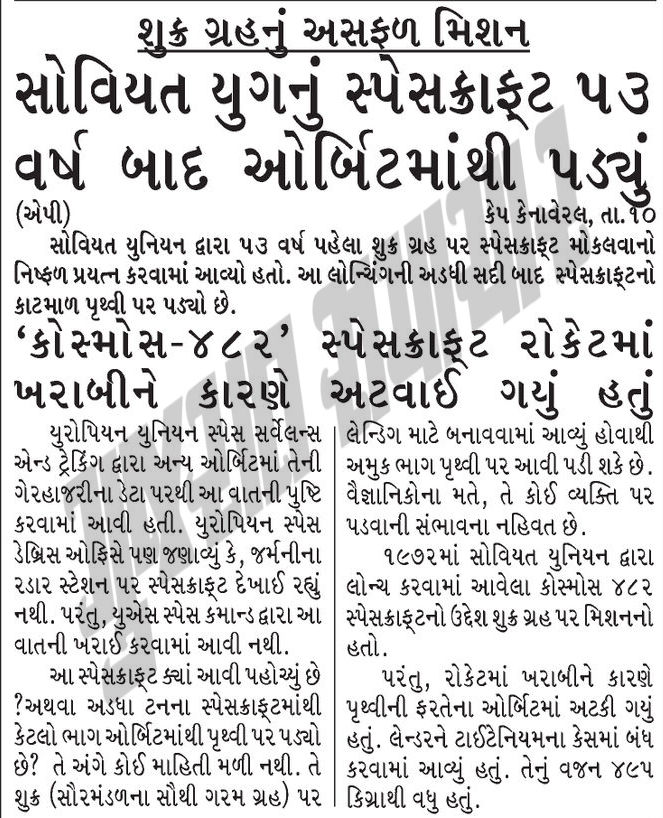 શુક્ર ગ્રહનું અસફળ મિશન
સોવિયત યુગનું સ્પેસક્રાફ્ટ ૫૩
વર્ષ બાદ ઓર્બિટમાંથી પડ્યું
(એપી) કેપ કેનાવેરલ, તા.૧૦
સોવિયત યુનિયન દ્વારા ૫૩ વર્ષ પહેલા શુક્ર ગ્રહ પર સ્પેસક્રાફ્ટ મોકલવાનો
નિષ્ફળ પ્રયત્ન કરવામાં આવ્યો હતો. આ લોન્ચિંગની અડધી સદી બાદ સ્પેસક્રાફ્ટનો
કાટમાળ પૃથ્વી પર પડ્યો છે.
‘કોસ્મોસ-૪૮૨’ સ્પેસક્રાફ્ટ રોકેટમાં
ખરાબીને કારણે અટવાઈ ગયું હતું
યુરોપિયન યુનિયન સ્પેસ સર્વેલન્સ
એન્ડ ટ્રેકિંગ દ્વારા અન્ય ઓર્બિટમાં તેની
ગેરહાજરીના ડેટા પરથી આ વાતની પુષ્ટિ
કરવામાં આવી હતી. યુરોપિયન સ્પેસ
ડેબ્રિસ ઓફિસે પણ જણાવ્યું કે, જર્મનીના
રડાર સ્ટેશન પર સ્પેસક્રાફ્ટ દેખાઈ રહ્યું
નથી. પરંતુ, યુએસ સ્પેસ કમાન્ડ દ્વારા આ
વાતની ખરાઈ કરવામાં આવી નથી.
આ સ્પેસક્રાફ્ટ ક્યાં આવી પહોચ્યું છે
?અથવા અડધા ટનના સ્પેસક્રાફ્ટમાંથી
કેટલો ભાગ ઓર્બિટમાંથી પૃથ્વી પર પડ્યો
છે? તે અંગે કોઈ માહિતી મળી નથી. તે
શુક્ર (સૌરમંડળના સૌથી ગરમ ગ્રહ) પર
લેન્ડિગ માટે બનાવવામાં આવ્યું હોવાથી
અમુક ભાગ પૃથ્વી પર આવી પડી શકે છે.
વૈજ્ઞાનિકોના મતે, તે કોઈ વ્યક્તિ પર
પડવાની સંભાવના નહિવત છે.
૧૯૭૨માં સોવિયત યુનિયન દ્વારા
લોન્ચ કરવામાં આવેલા કોસ્મોસ ૪૮૨
સ્પેસક્રાફ્ટનો ઉદ્દેશ શુક્ર ગ્રહ પર મિશનનો
હતો.
પરંતુ, રોકેટમાં ખરાબીને કારણે
પૃથ્વીની ફરતેના ઓર્બિટમાં અટકી ગયું
હતું. લેન્ડરને ટાઈટેનિયમના કેસમાં બંધ
કરવામાં આવ્યું હતું. તેનું વજન ૪૯૫
કિગ્રાથી વધુ હતું.
ગુજરાત સમાચાર